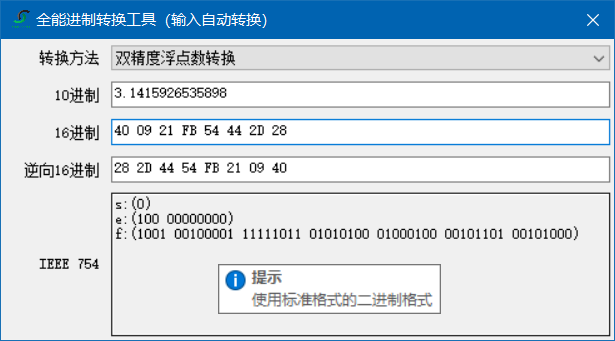 全能进制转换工具（输入自动转换）
转换方法 双精度浮点数转换
10进制 3.1415926535898
16进制 40 09 21 FB 54 44 2D 28
逆向16进制 28 2D 44 54 FB 21 09 40
s:(0)
e:(100 00000000)
f:(1001 00100001 11111011 01010100 01000100 00101101 00101000)
IEEE 754
提示
使用标准格式的二进制格式